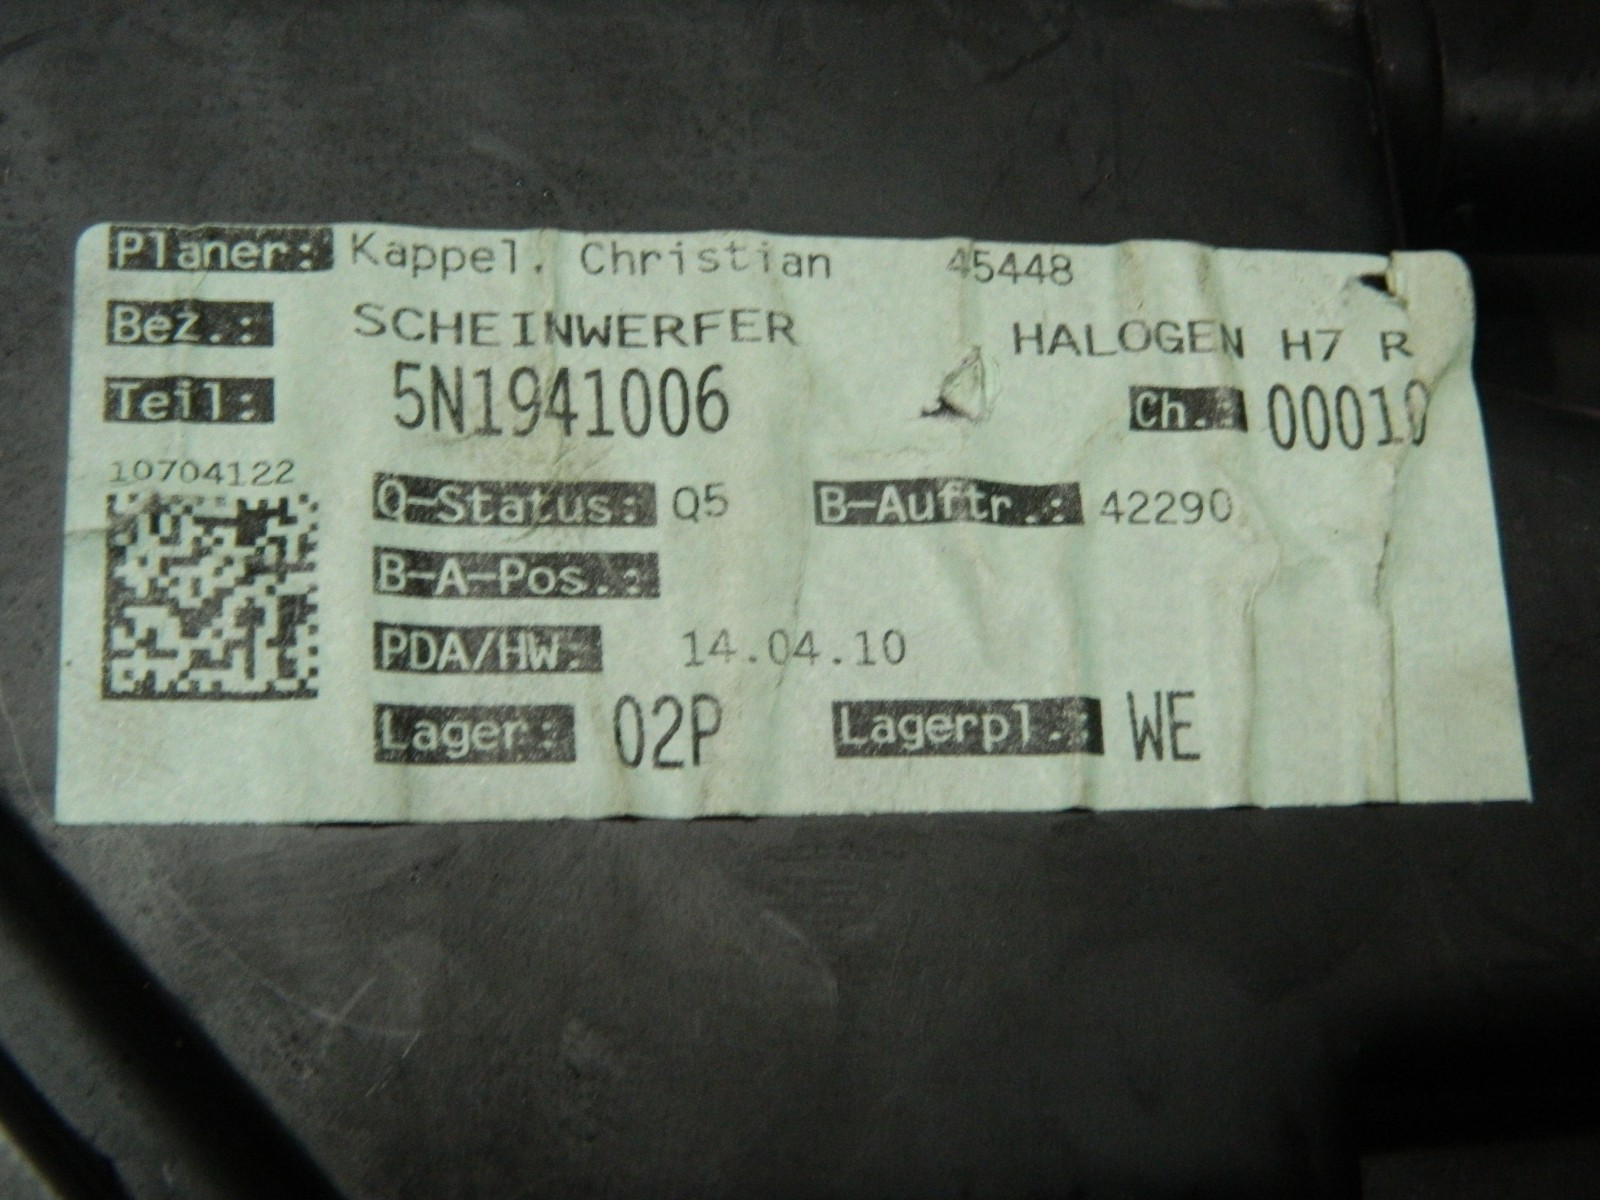 Planer: Kappel, Christian 45448
Bez.: SCHEINWERFER HALOGEN H7 R
Teil: 5N1941006 Ch.: 00010
10704122
Q-Status: Q5 B-Auftr.: 42290
B-A-Pos.:
PDA/HW: 14.04.10
Lager: 02P Lagerpl.: WE